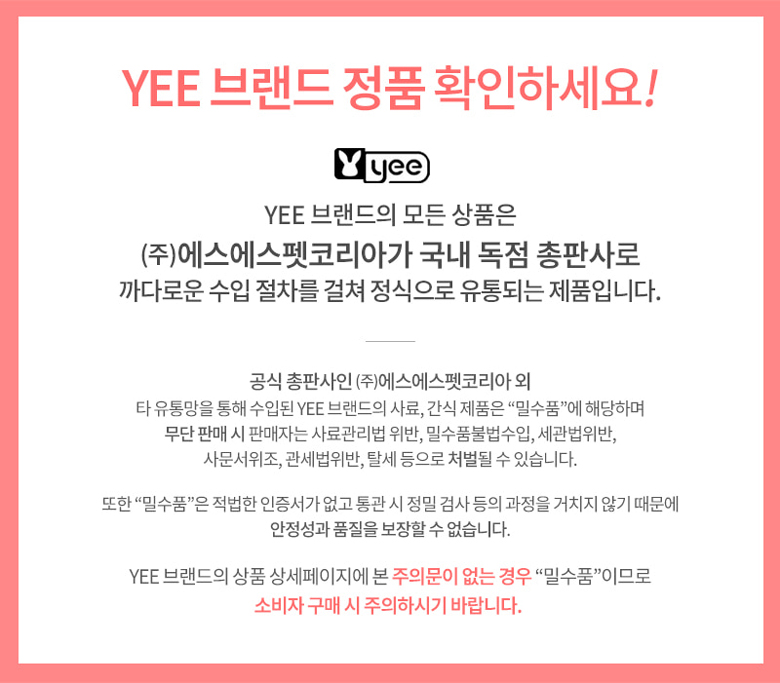 YEE 브랜드 정품 확인하세요!
yee
YEE 브랜드의 모든 상품은
(주)에스에스펫코리아가 국내 독점 총판사로
까다로운 수입 절차를 걸쳐 정식으로 유통되는 제품입니다.
공식 총판사인 (주)에스에스펫코리아 외
타 유통망을 통해 수입된 YEE 브랜드의 사료, 간식 제품은 “밀수품”에 해당하며
무단 판매 시 판매자는 사료관리법 위반, 밀수품불법수입, 세관법위반,
사문서위조, 관세법위반, 탈세 등으로 처벌될 수 있습니다.
또한 “밀수품”은 적법한 인증서가 없고 통관 시 정밀 검사 등의 과정을 거치지 않기 때문에
안정성과 품질을 보장할 수 없습니다.
YEE 브랜드의 상품 상세페이지에 본 주의문이 없는 경우 “밀수품”이므로
소비자 구매 시 주의하시기 바랍니다.